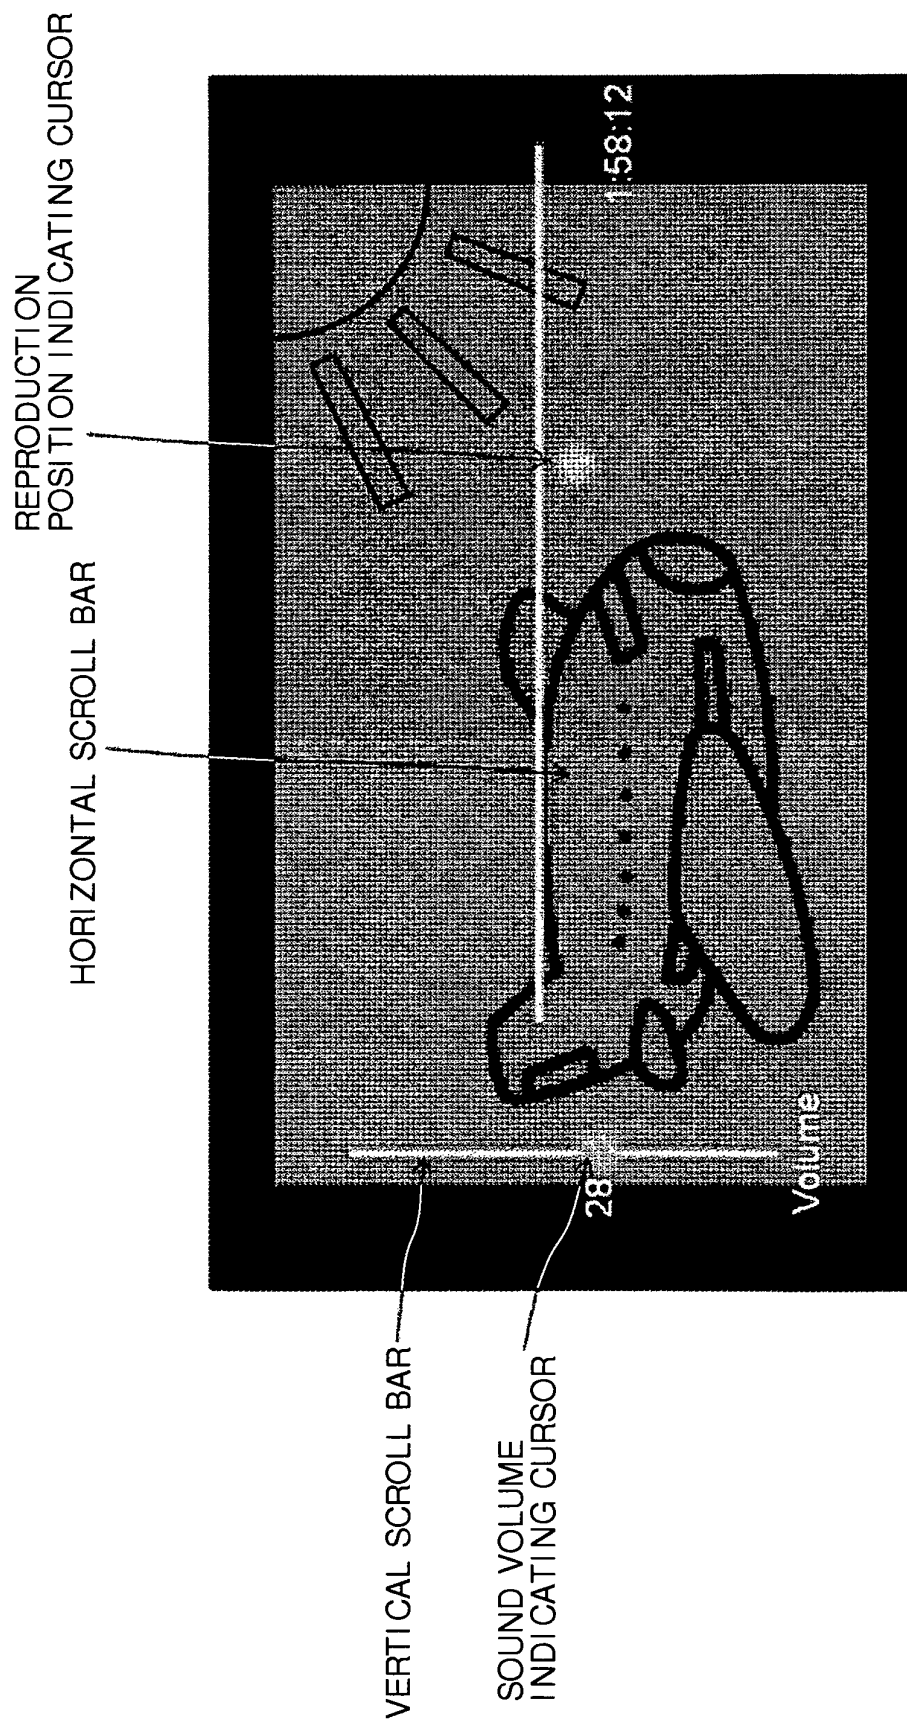 REPRODUCTION
POSITION INDICATING CURSOR
HORIZONTAL SCROLL BAR
VERTICAL SCROLL BAR
SOUND VOLUME
INDICATING CURSOR
1:58:12
28
Volume